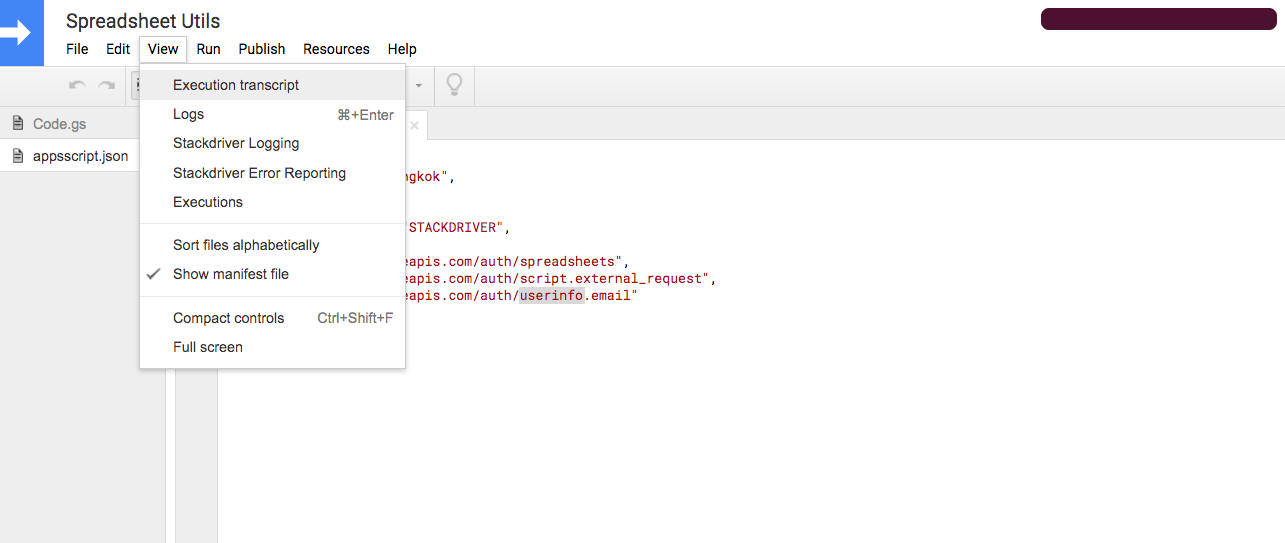 Spreadsheet Utils
File Edit View Run Publish Resources Help
Execution transcript
Logs ⌘+Enter
Stackdriver Logging
Stackdriver Error Reporting
Executions
Sort files alphabetically
Show manifest file
Compact controls Ctrl+Shift+F
Full screen
Code.gs
appsscript.json
ngkok",
"STACKDRIVER",
eapis.com/auth/spreadsheets",
eapis.com/auth/script.external_request",
eapis.com/auth/userinfo.email"